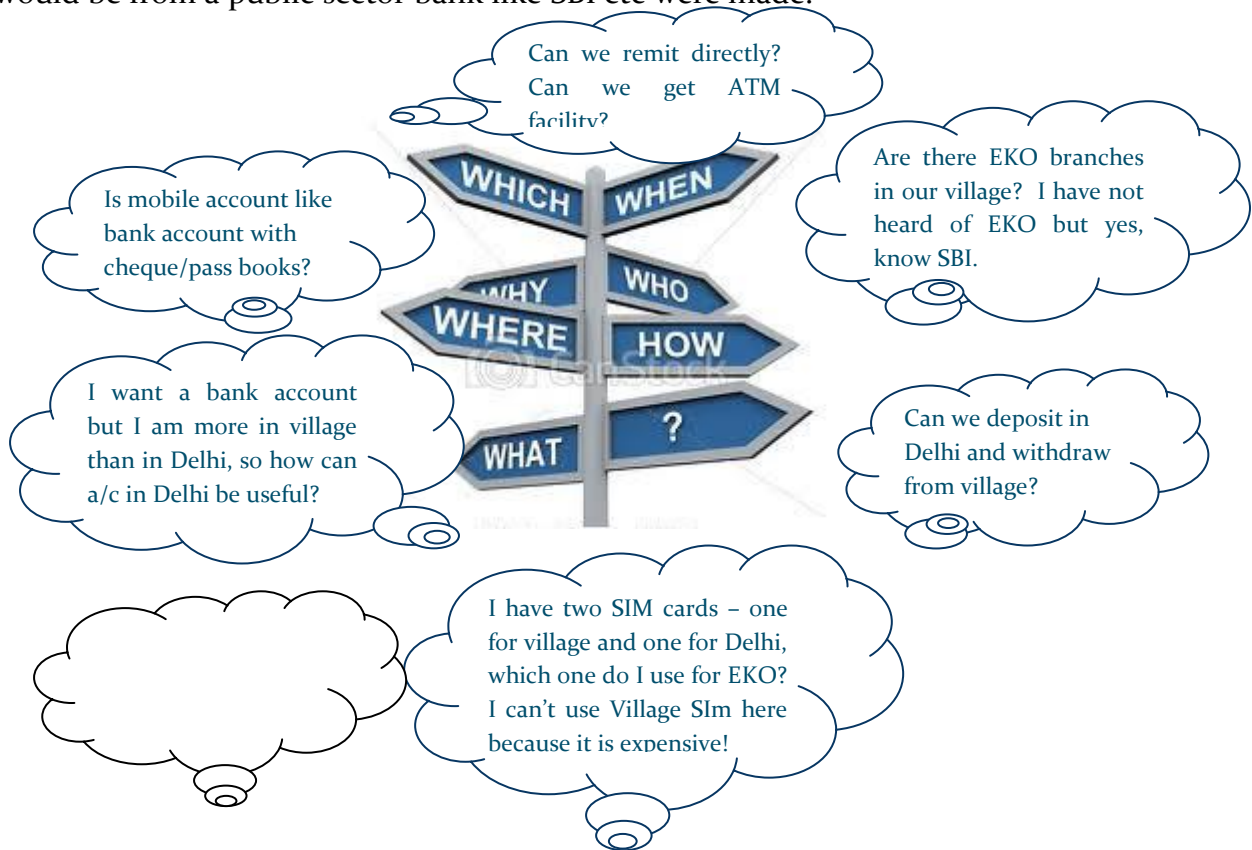 would be from a public sector bank like SBI etc were made.
Can we remit directly?
Can we get ATM
facility?
Are there EKO branches
in our village? I have not
heard of EKO but yes,
know SBI.
Is mobile account like
bank account with
cheque/pass books?
WHICH
WHEN
WHY
WHO
WHERE
HOW
CanStock
WHAT
?
I want a bank account
but I am more in village
than in Delhi, so how can
a/c in Delhi be useful?
Can we deposit in
Delhi and withdraw
from village?
I have two SIM cards – one
for village and one for Delhi,
which one do I use for EKO?
I can't use Village SIm here
because it is expensive!